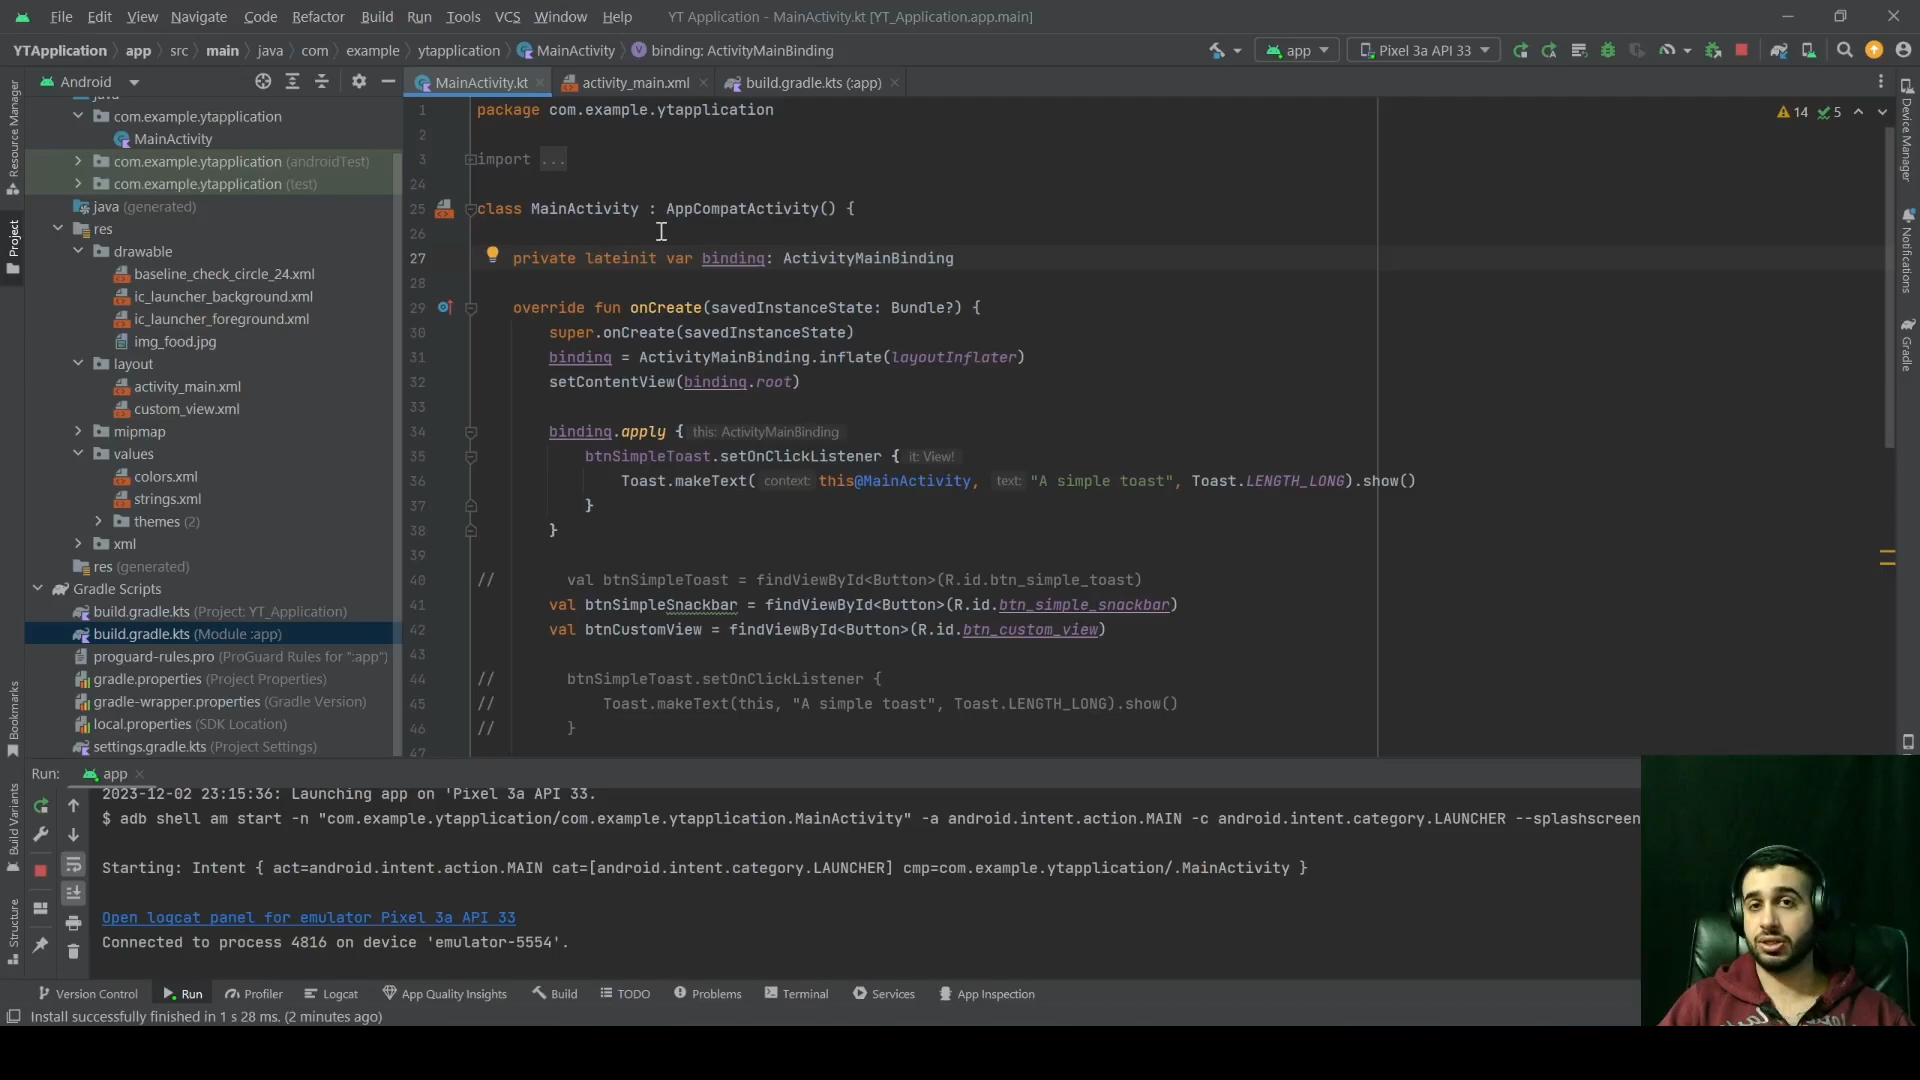 File Edit View Navigate Code Refactor Build Run Tools VCS Window Help YT Application - MainActivity.kt [YT_Application.app.main]
YTApplication app src main java com example ytapplication MainActivity binding: ActivityMainBinding
app Pixel 3a API 33
Android
MainActivity.kt activity_main.xml build.gradle.kts (:app)
Resource Manager
Project
Bookmarks
Build Variants
Structure
java
com.example.ytapplication
MainActivity
com.example.ytapplication (androidTest)
com.example.ytapplication (test)
java (generated)
res
drawable
baseline_check_circle_24.xml
ic_launcher_background.xml
ic_launcher_foreground.xml
img_food.jpg
layout
activity_main.xml
custom_view.xml
mipmap
values
colors.xml
strings.xml
themes (2)
xml
res (generated)
Gradle Scripts
build.gradle.kts (Project: YT_Application)
build.gradle.kts (Module :app)
proguard-rules.pro (ProGuard Rules for ":app")
gradle.properties (Project Properties)
gradle-wrapper.properties (Gradle Version)
local.properties (SDK Location)
settings.gradle.kts (Project Settings)
14 5
1 package com.example.ytapplication
2
3 import ...
24
25 class MainActivity : AppCompatActivity() {
26
27 private lateinit var binding: ActivityMainBinding
28
29 override fun onCreate(savedInstanceState: Bundle?) {
30 super.onCreate(savedInstanceState)
31 binding = ActivityMainBinding.inflate(layoutInflater)
32 setContentView(binding.root)
33
34 binding.apply { this: ActivityMainBinding
35 btnSimpleToast.setOnClickListener { it: View!
36 Toast.makeText( context: this@MainActivity, text: "A simple toast", Toast.LENGTH_LONG).show()
37 }
38 }
39
40 // val btnSimpleToast = findViewById<Button>(R.id.btn_simple_toast)
41 val btnSimpleSnackbar = findViewById<Button>(R.id.btn_simple_snackbar)
42 val btnCustomView = findViewById<Button>(R.id.btn_custom_view)
43
44 // btnSimpleToast.setOnClickListener {
45 // Toast.makeText(this, "A simple toast", Toast.LENGTH_LONG).show()
46 // }
47
Device Manager
Notifications
Gradle
Run: app
2023-12-02 23:15:36: Launching app on 'Pixel 3a API 33.
$ adb shell am start -n "com.example.ytapplication/com.example.ytapplication.MainActivity" -a android.intent.action.MAIN -c android.intent.category.LAUNCHER --splashscreen
Starting: Intent { act=android.intent.action.MAIN cat=[android.intent.category.LAUNCHER] cmp=com.example.ytapplication/.MainActivity }
Open logcat panel for emulator Pixel 3a API 33
Connected to process 4816 on device 'emulator-5554'.
Version Control Run Profiler Logcat App Quality Insights Build TODO Problems Terminal Services App Inspection
Install successfully finished in 1 s 28 ms. (2 minutes ago)